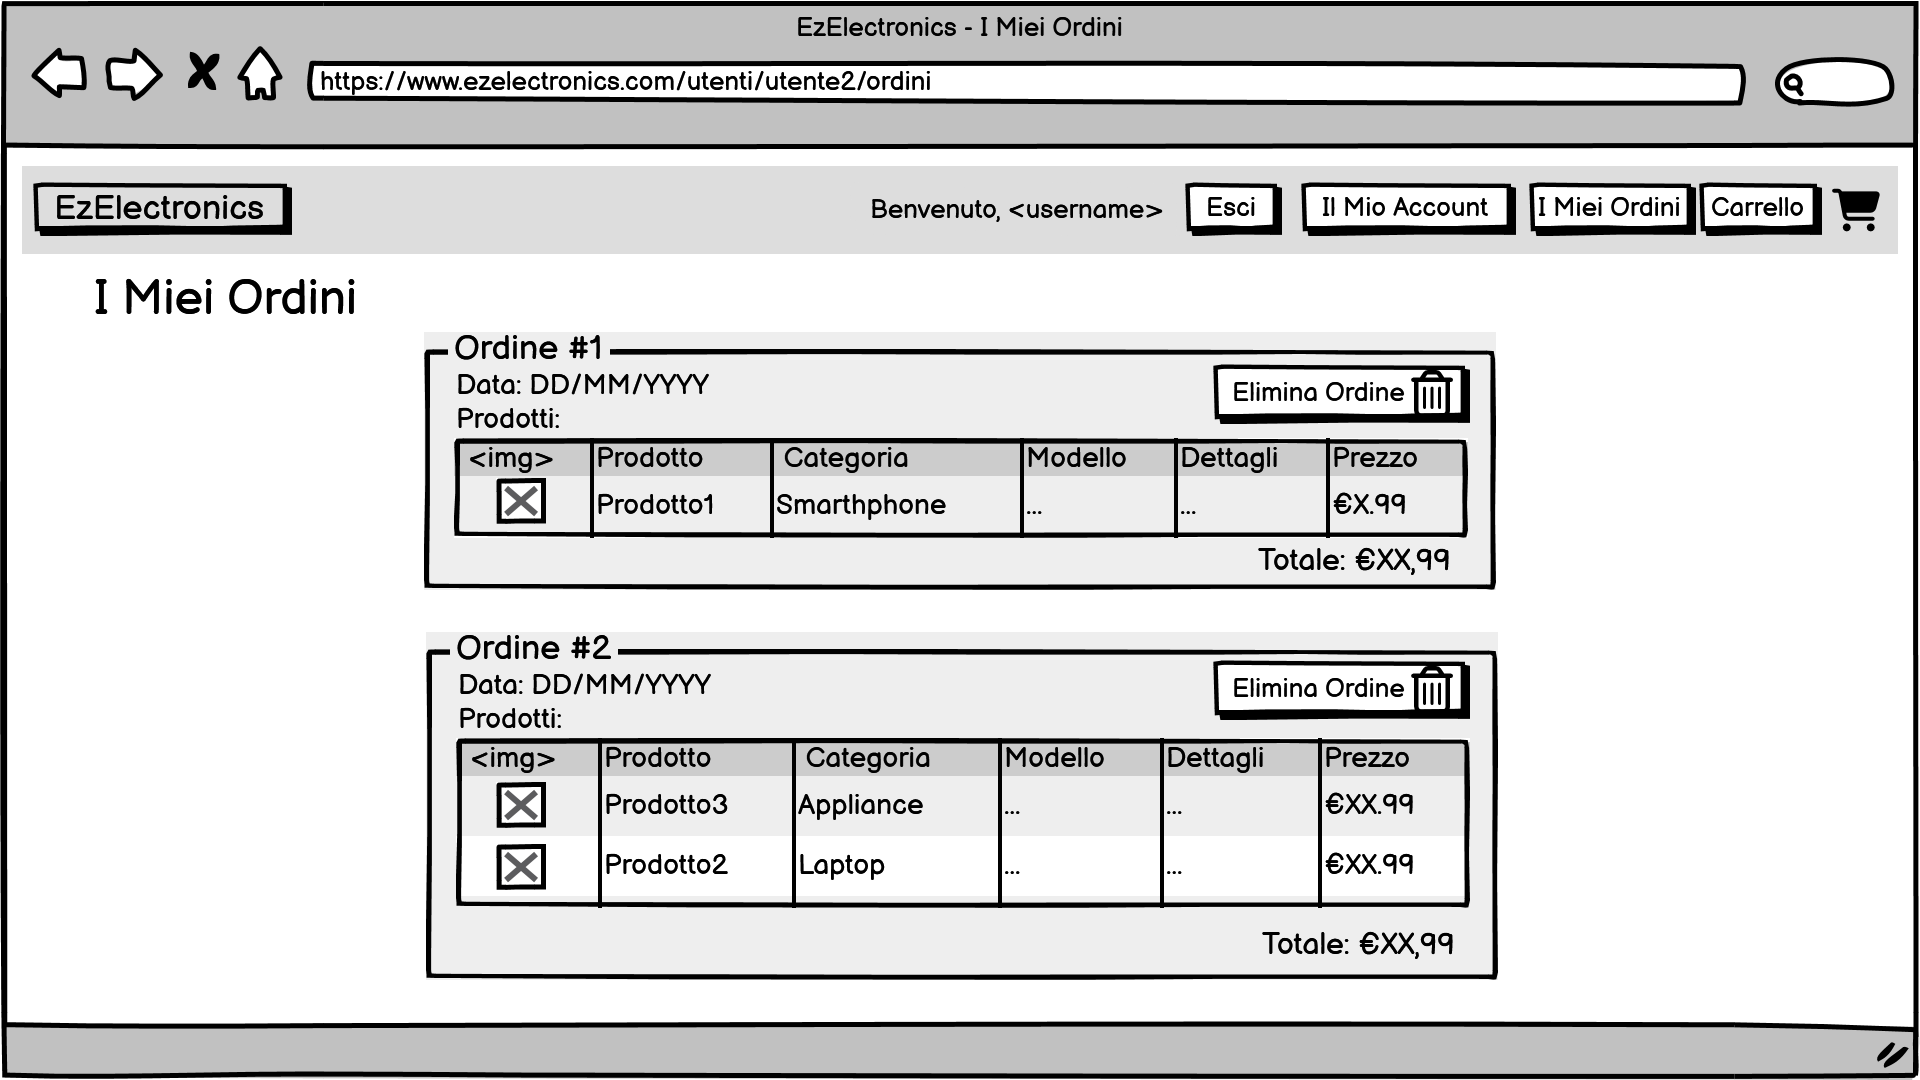 EzElectronics - I Miei Ordini
https://www.ezelectronics.com/utenti/utente2/ordini
EzElectronics Benvenuto, <username> Esci Il Mio Account I Miei Ordini Carrello
I Miei Ordini
Ordine #1
Data: DD/MM/YYYY Elimina Ordine
Prodotti:
<img> Prodotto Categoria Modello Dettagli Prezzo
Prodotto1 Smarthphone ... ... €X.99
Totale: €XX,99
Ordine #2
Data: DD/MM/YYYY Elimina Ordine
Prodotti:
<img> Prodotto Categoria Modello Dettagli Prezzo
Prodotto3 Appliance ... ... €XX.99
Prodotto2 Laptop ... ... €XX.99
Totale: €XX,99